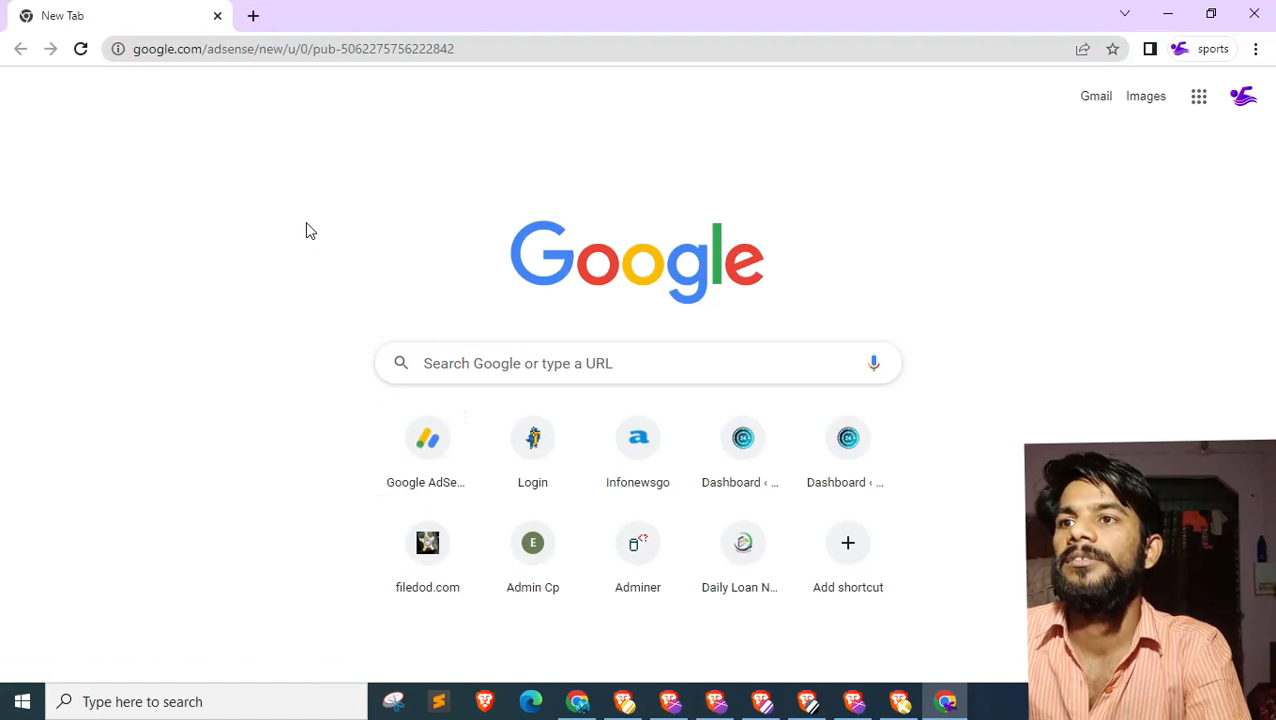 New Tab
google.com/adsense/new/u/0/pub-5062275756222842
sports
Gmail Images
Google
Search Google or type a URL
Google AdSe...
Login
Infonewsgo
Dashboard ‹ ...
Dashboard ‹ ...
filedod.com
E
Admin Cp
Adminer
Daily Loan N...
Add shortcut
Type here to search